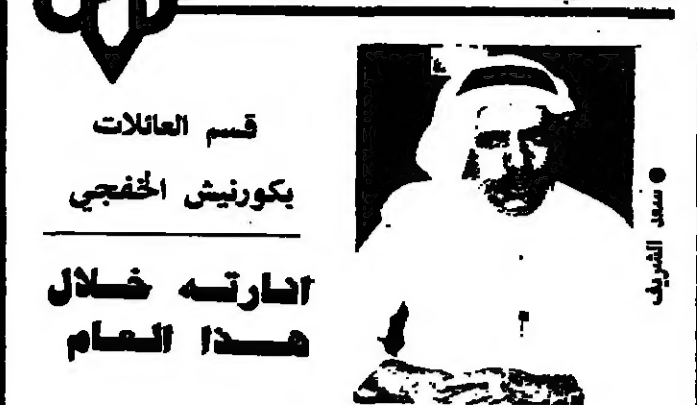 قسم العائلات
بكورنيش الخفجي
انارته خلال
هذا العام
● سعد الشريف